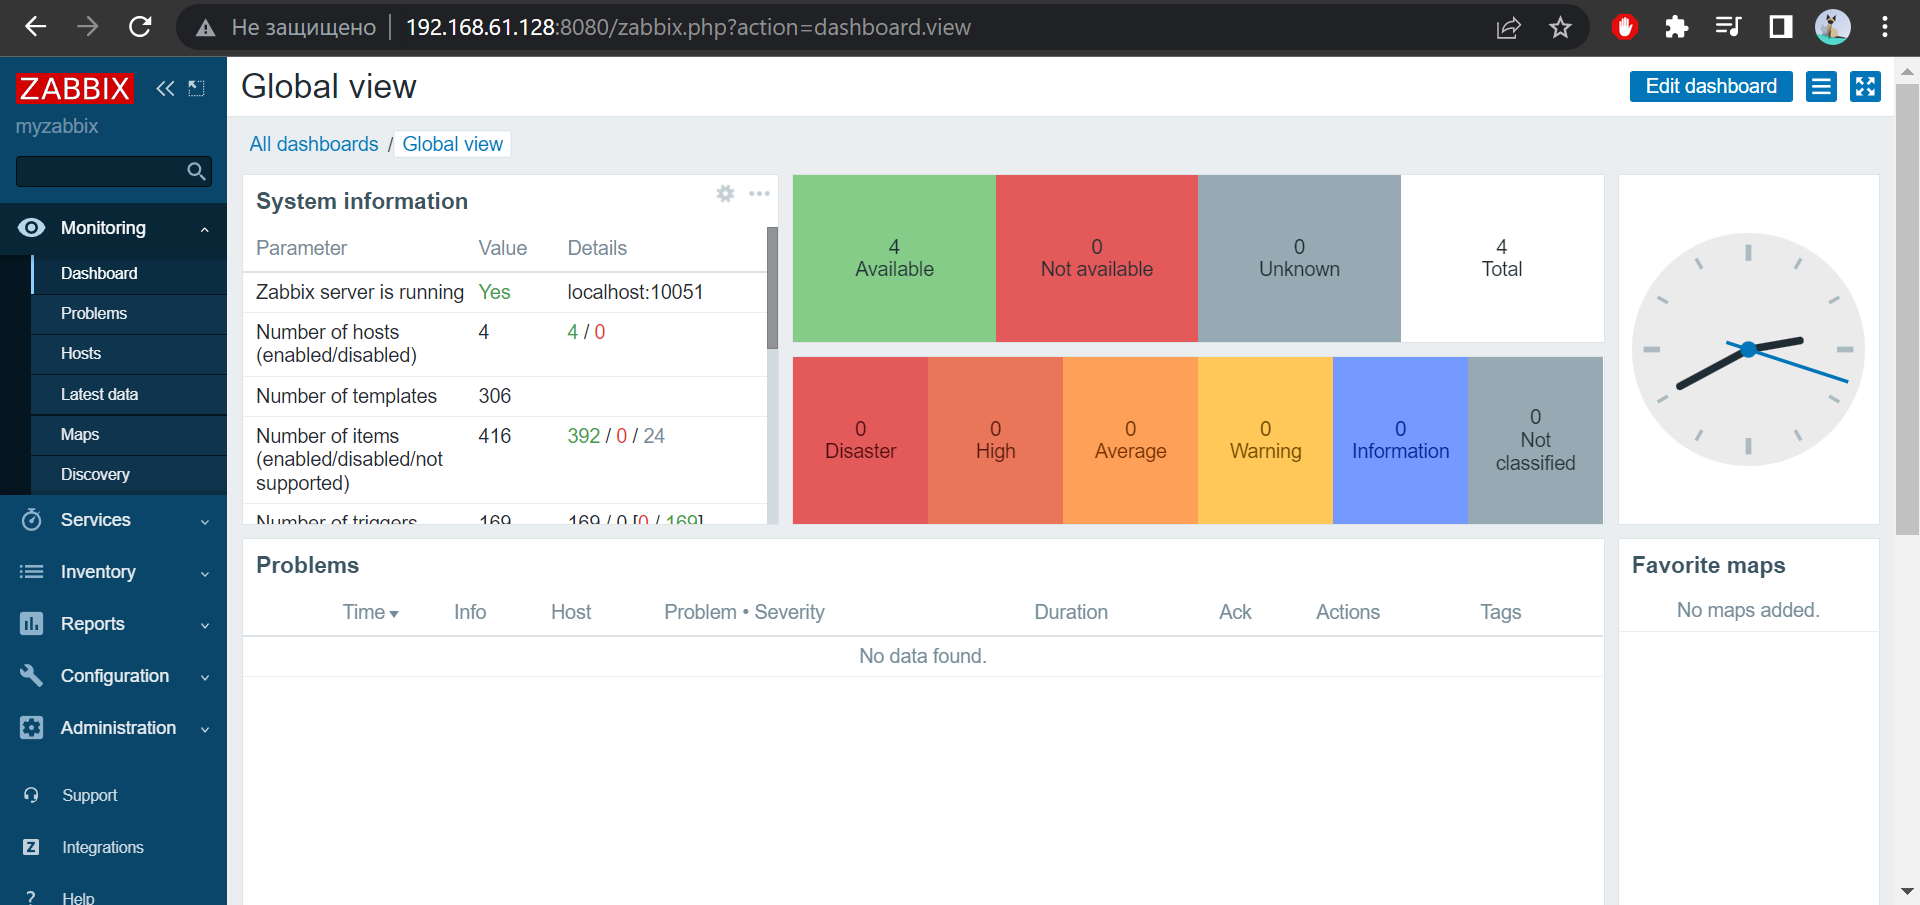 Не защищено 192.168.61.128:8080/zabbix.php?action=dashboard.view
ZABBIX
myzabbix
Monitoring
Dashboard
Problems
Hosts
Latest data
Maps
Discovery
Services
Inventory
Reports
Configuration
Administration
Support
Integrations
Help
Global view
Edit dashboard
All dashboards / Global view
System information
Parameter Value Details
Zabbix server is running Yes localhost:10051
Number of hosts 4 4 / 0
(enabled/disabled)
Number of templates 306
Number of items 416 392 / 0 / 24
(enabled/disabled/not
supported)
Number of triggers 169 169 / 0 [0 / 169]
4
Available
0
Not available
0
Unknown
4
Total
0
Disaster
0
High
0
Average
0
Warning
0
Information
0
Not
classified
Problems
Time Info Host Problem • Severity Duration Ack Actions Tags
No data found.
Favorite maps
No maps added.